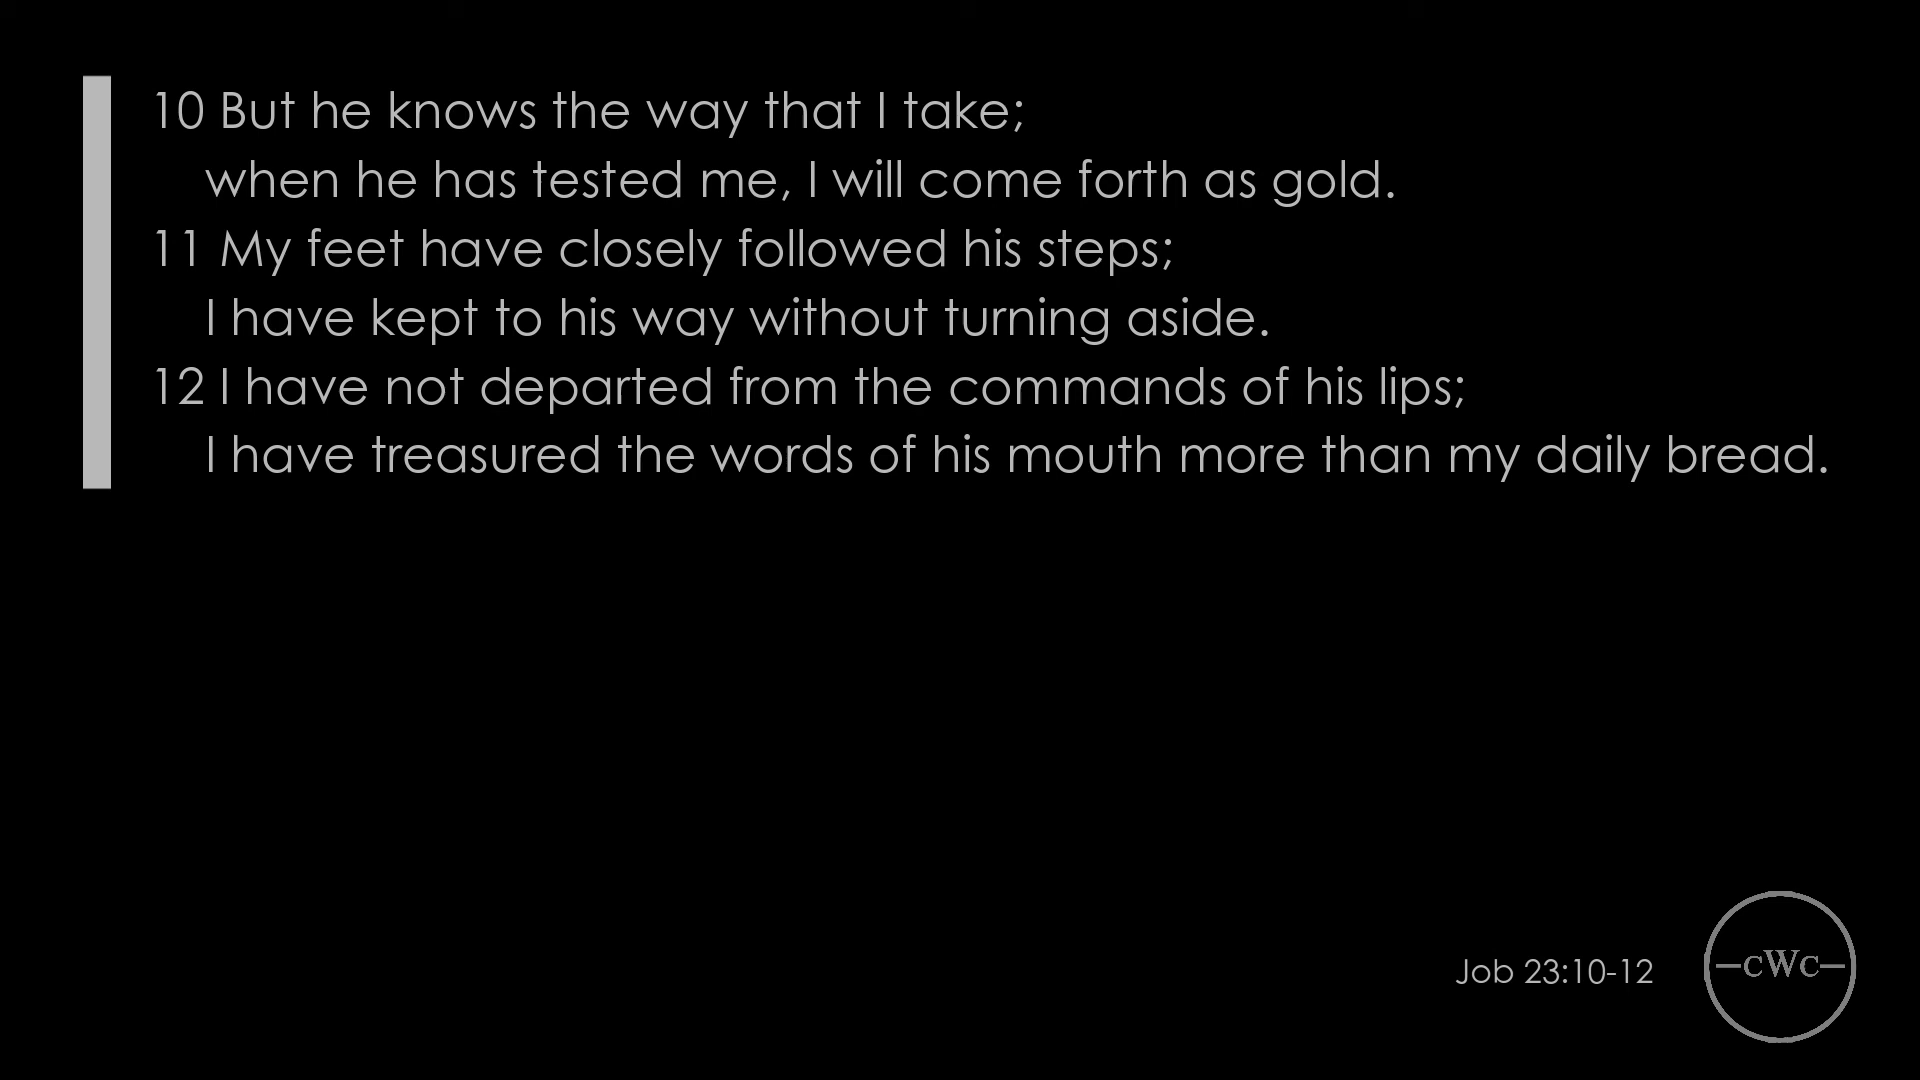 10 But he knows the way that I take;
when he has tested me, I will come forth as gold.
11 My feet have closely followed his steps;
I have kept to his way without turning aside.
12 I have not departed from the commands of his lips;
I have treasured the words of his mouth more than my daily bread.
Job 23:10-12
cWc